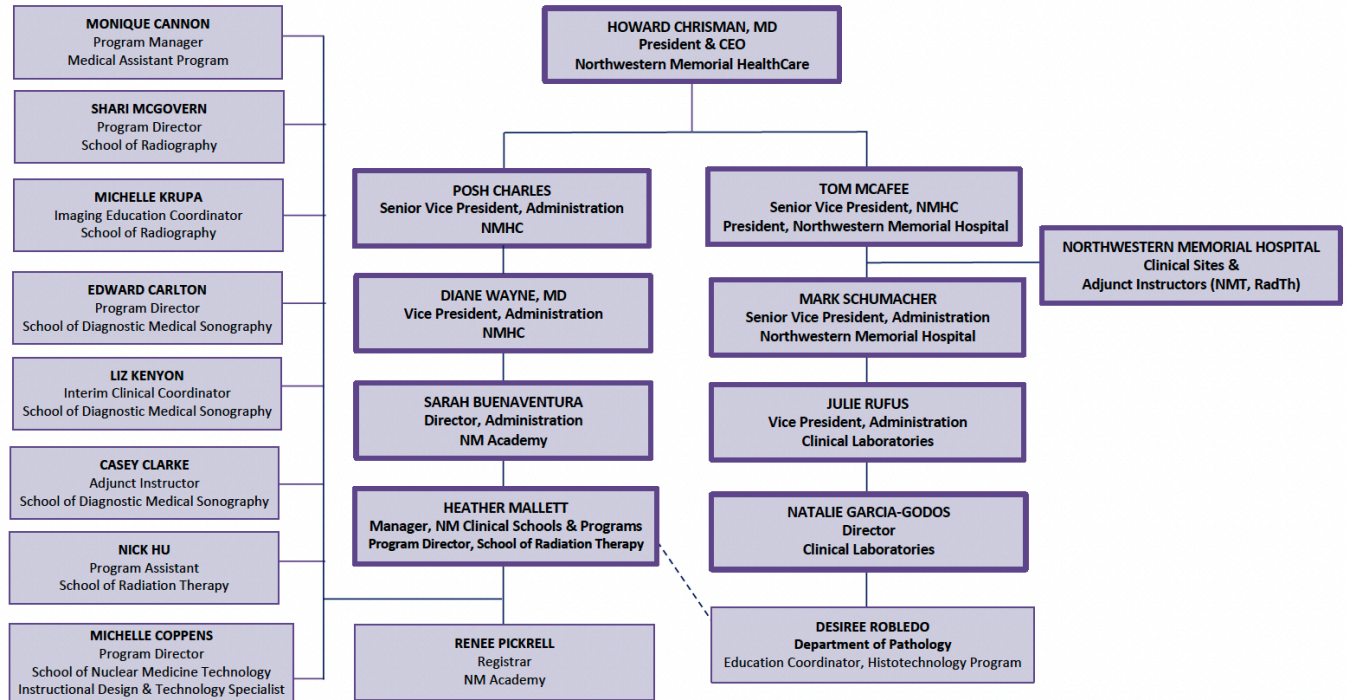 MONIQUE CANNON
Program Manager
Medical Assistant Program
SHARI MCGOVERN
Program Director
School of Radiography
MICHELLE KRUPA
Imaging Education Coordinator
School of Radiography
EDWARD CARLTON
Program Director
School of Diagnostic Medical Sonography
LIZ KENYON
Interim Clinical Coordinator
School of Diagnostic Medical Sonography
CASEY CLARKE
Adjunct Instructor
School of Diagnostic Medical Sonography
NICK HU
Program Assistant
School of Radiation Therapy
MICHELLE COPPENS
Program Director
School of Nuclear Medicine Technology
Instructional Design & Technology Specialist
HOWARD CHRISMAN, MD
President & CEO
Northwestern Memorial HealthCare
POSH CHARLES
Senior Vice President, Administration
NMHC
DIANE WAYNE, MD
Vice President, Administration
NMHC
SARAH BUENAVENTURA
Director, Administration
NM Academy
HEATHER MALLETT
Manager, NM Clinical Schools & Programs
Program Director, School of Radiation Therapy
RENEE PICKRELL
Registrar
NM Academy
TOM MCAFEE
Senior Vice President, NMHC
President, Northwestern Memorial Hospital
NORTHWESTERN MEMORIAL HOSPITAL
Clinical Sites &
Adjunct Instructors (NMT, RadTh)
MARK SCHUMACHER
Senior Vice President, Administration
Northwestern Memorial Hospital
JULIE RUFUS
Vice President, Administration
Clinical Laboratories
NATALIE GARCIA-GODOS
Director
Clinical Laboratories
DESIREE ROBLEDO
Department of Pathology
Education Coordinator, Histotechnology Program